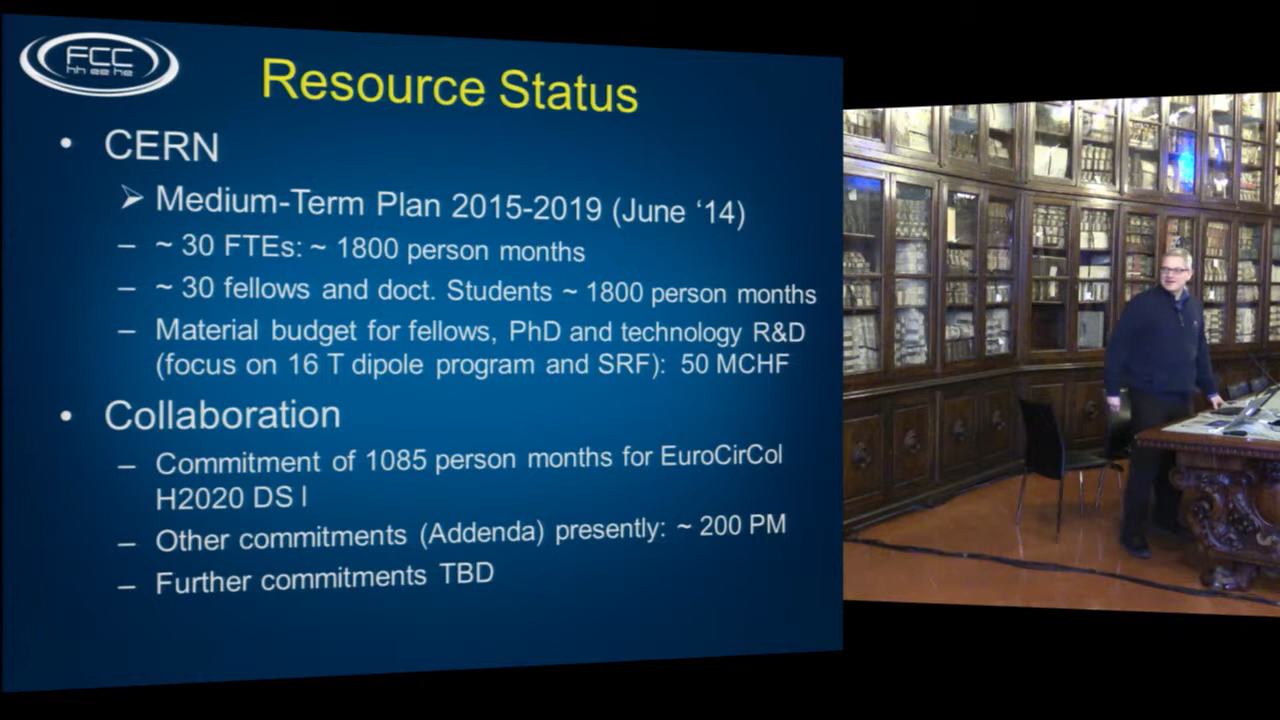 FCC
hh ee he
Resource Status
• CERN
➢ Medium-Term Plan 2015-2019 (June ‘14)
– ~ 30 FTEs: ~ 1800 person months
– ~ 30 fellows and doct. Students ~ 1800 person months
– Material budget for fellows, PhD and technology R&D
(focus on 16 T dipole program and SRF): 50 MCHF
• Collaboration
– Commitment of 1085 person months for EuroCirCol
H2020 DS I
– Other commitments (Addenda) presently: ~ 200 PM
– Further commitments TBD